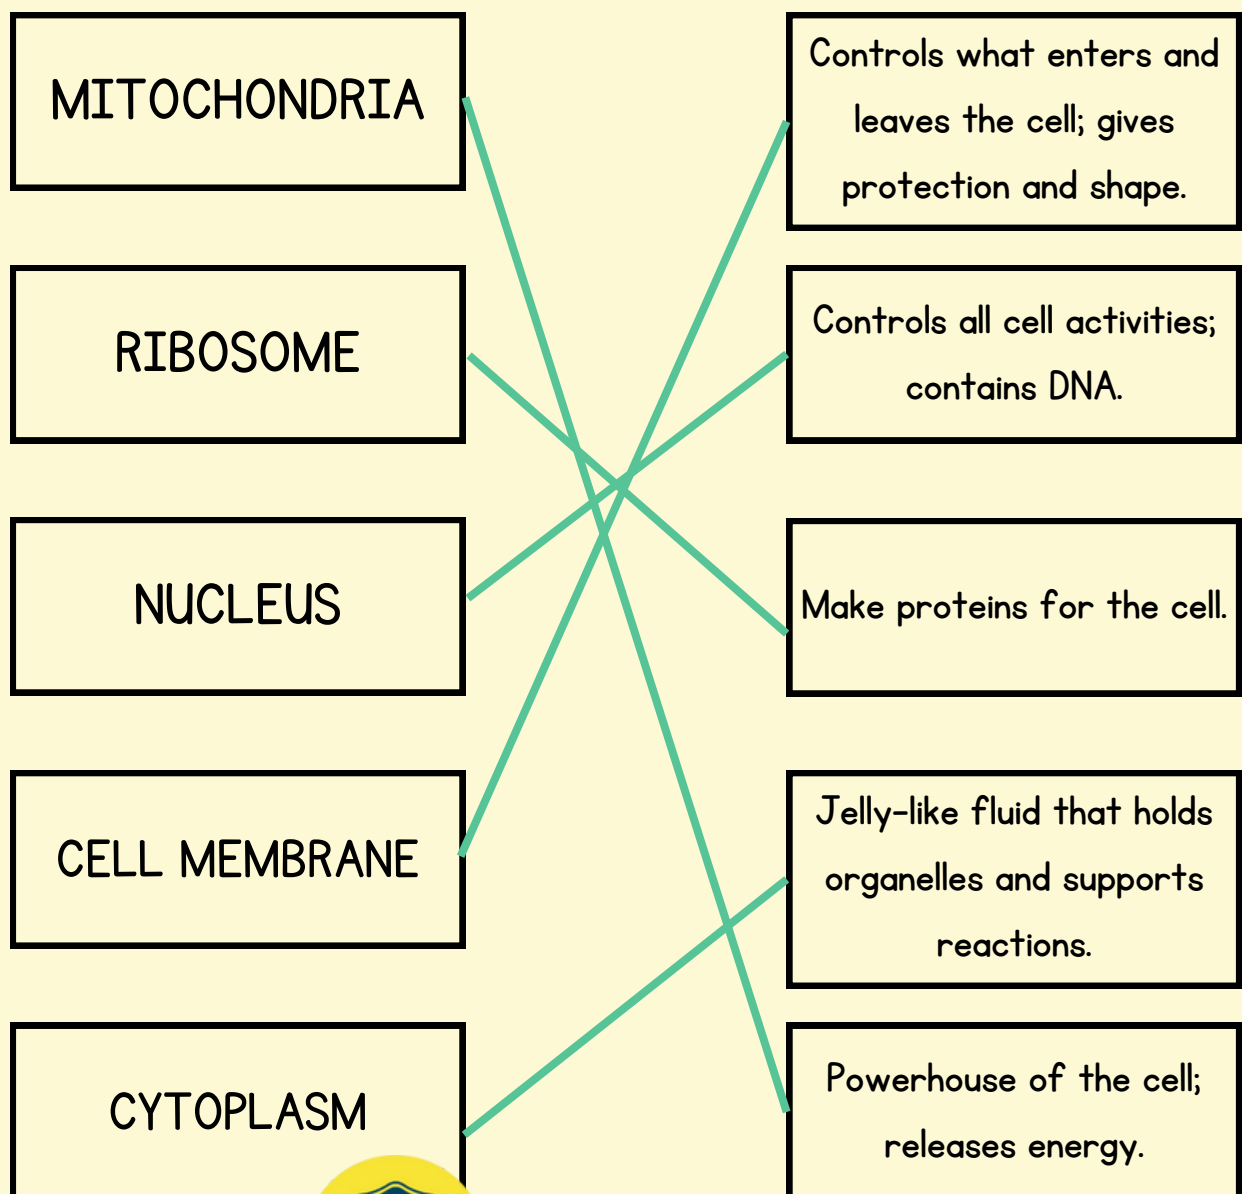 MITOCHONDRIA
Controls what enters and
leaves the cell; gives
protection and shape.
RIBOSOME
Controls all cell activities;
contains DNA.
NUCLEUS
Make proteins for the cell.
CELL MEMBRANE
Jelly-like fluid that holds
organelles and supports
reactions.
CYTOPLASM
Powerhouse of the cell;
releases energy.